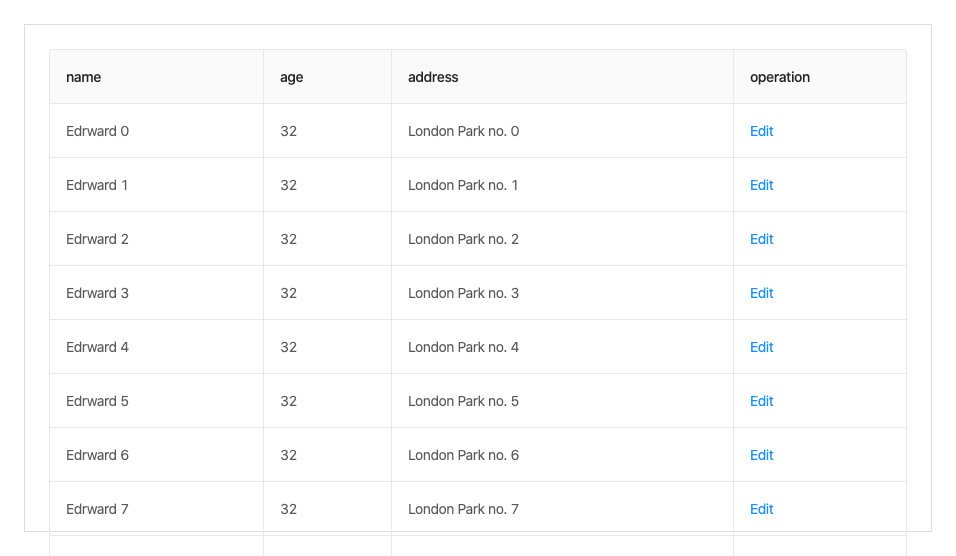 name age address operation
Edrward 0 32 London Park no. 0 Edit
Edrward 1 32 London Park no. 1 Edit
Edrward 2 32 London Park no. 2 Edit
Edrward 3 32 London Park no. 3 Edit
Edrward 4 32 London Park no. 4 Edit
Edrward 5 32 London Park no. 5 Edit
Edrward 6 32 London Park no. 6 Edit
Edrward 7 32 London Park no. 7 Edit